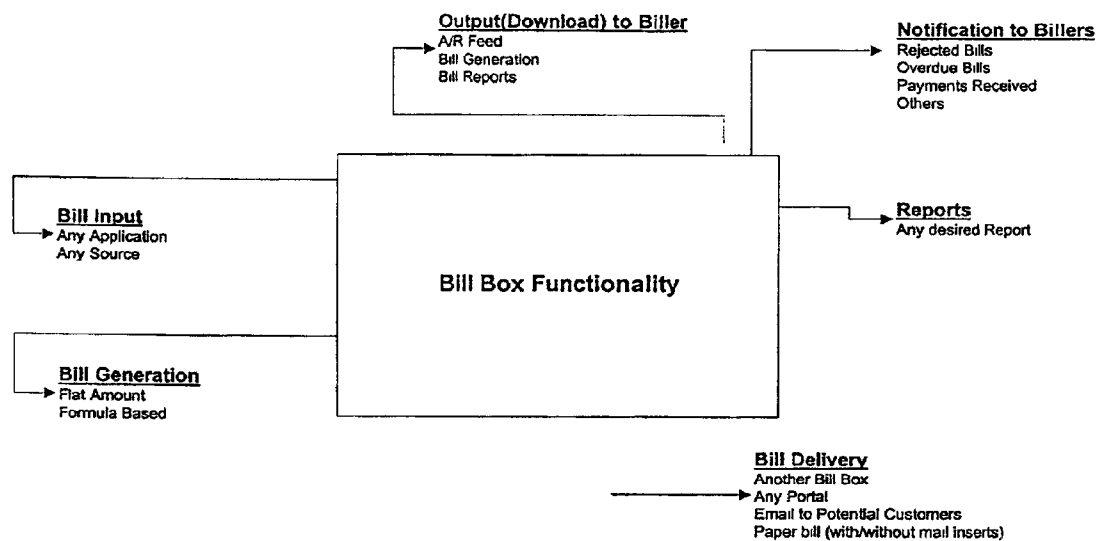 Output(Download) to Biller
A/R Feed
Bill Generation
Bill Reports
Notification to Billers
Rejected Bills
Overdue Bills
Payments Received
Others
Bill Input
Any Application
Any Source
Reports
Any desired Report
Bill Box Functionality
Bill Generation
Flat Amount
Formula Based
Bill Delivery
Another Bill Box
Any Portal
Email to Potential Customers
Paper bill (with/without mail inserts)